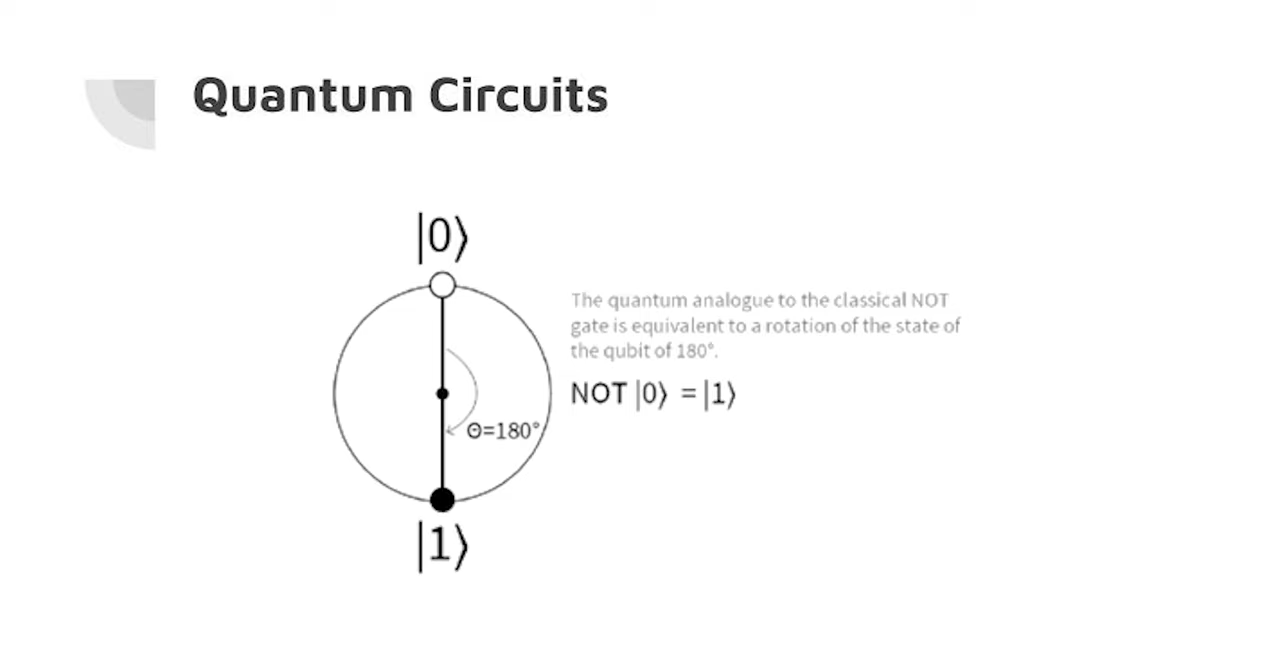 Quantum Circuits
|0⟩
The quantum analogue to the classical NOT
gate is equivalent to a rotation of the state of
the qubit of 180°.
NOT |0⟩ = |1⟩
Θ=180°
|1⟩